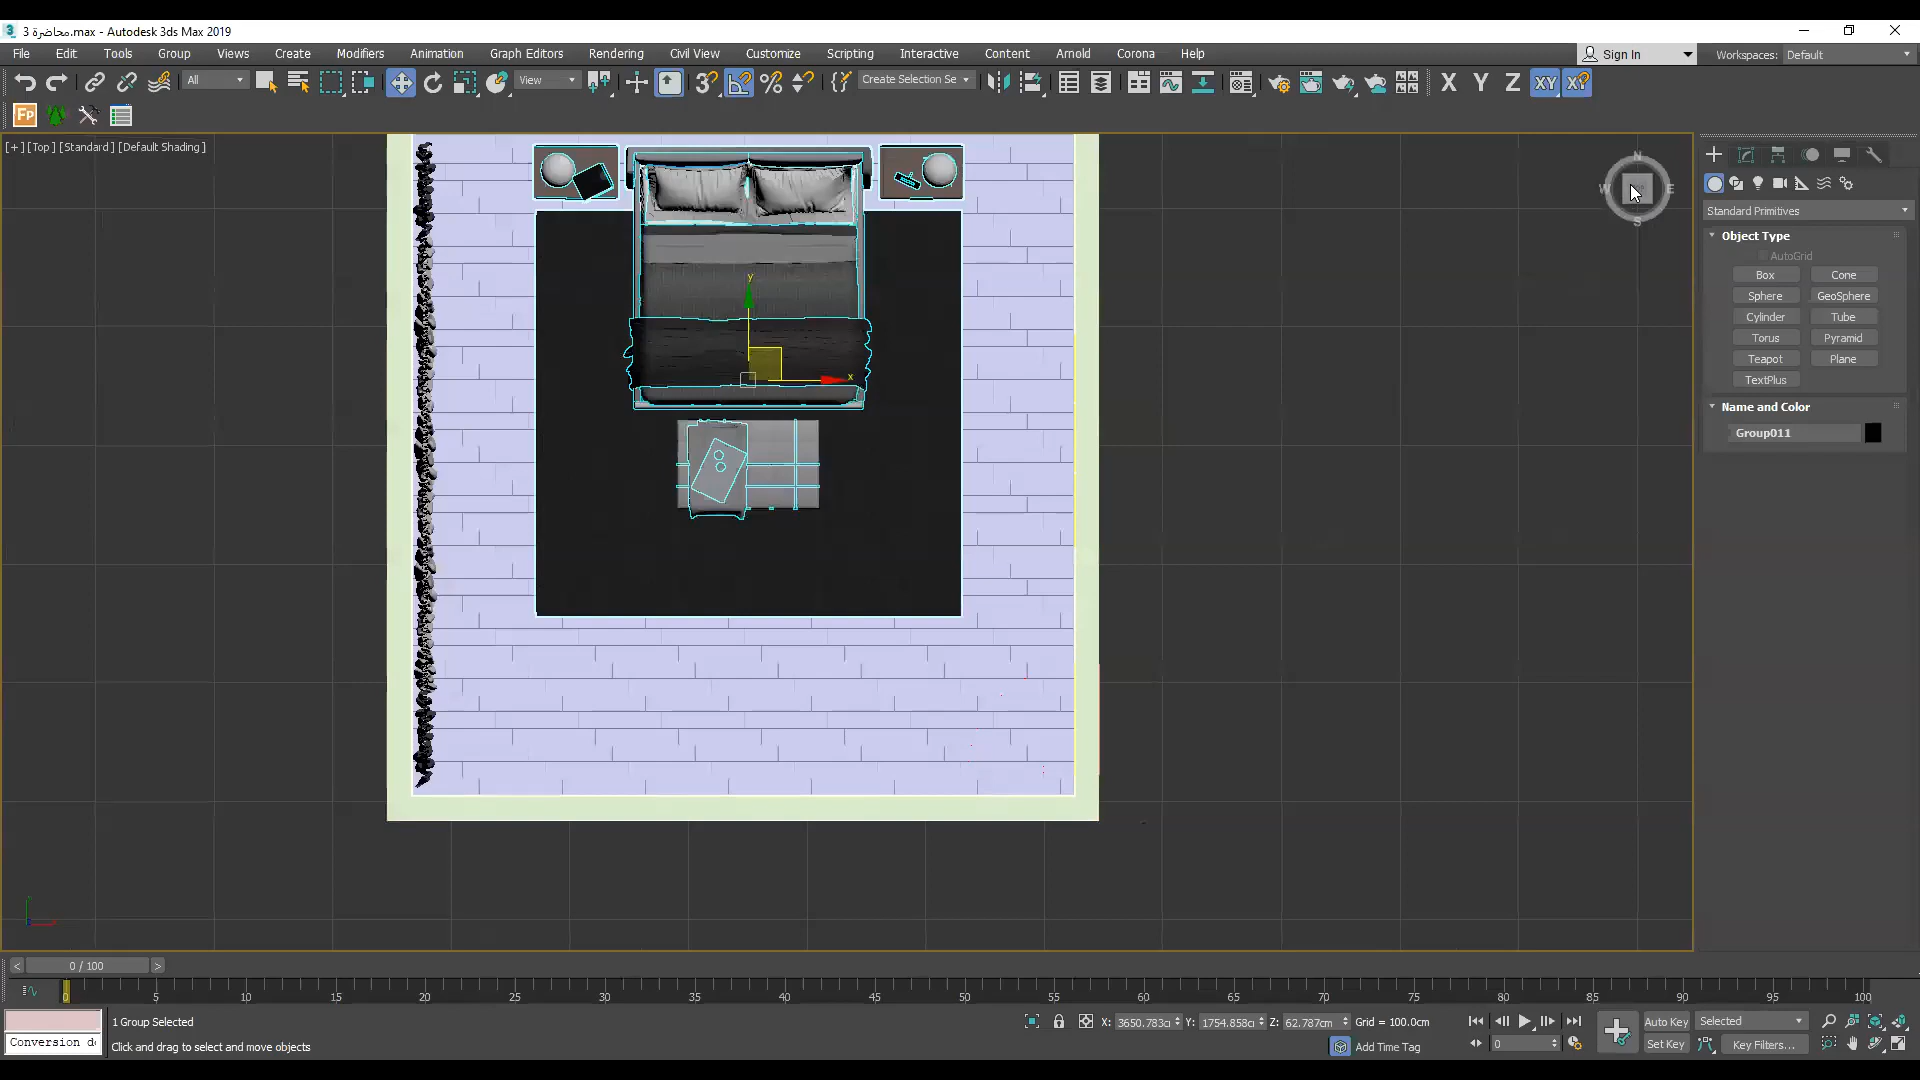 محاضرة 3.max - Autodesk 3ds Max 2019
File Edit Tools Group Views Create Modifiers Animation Graph Editors Rendering Civil View Customize Scripting Interactive Content Arnold Corona Help
Sign In Workspaces: Default
All View Create Selection Se X Y Z XY XY
Fp
[+] [Top] [Standard] [Default Shading]
N
W E
S
y
x
Standard Primitives
Object Type
AutoGrid
Box Cone
Sphere GeoSphere
Cylinder Tube
Torus Pyramid
Teapot Plane
TextPlus
Name and Color
Group011
< 0 / 100 >
0 5 10 15 20 25 30 35 40 45 50 55 60 65 70 75 80 85 90 95 100
1 Group Selected X: 3650.783c Y: 1754.858c Z: 62.787cm Grid = 100.0cm Auto Key Selected
Conversion d Click and drag to select and move objects Add Time Tag 0 Set Key Key Filters...